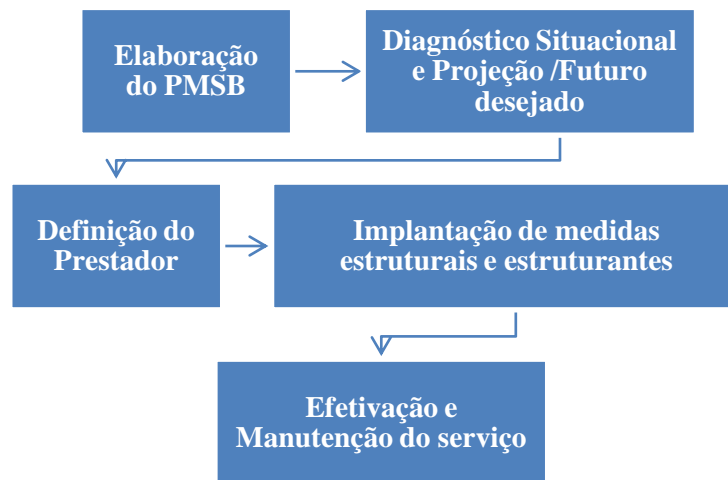 Elaboração
do PMSB
Diagnóstico Situacional
e Projeção /Futuro
desejado
Definição do
Prestador
Implantação de medidas
estruturais e estruturantes
Efetivação e
Manutenção do serviço